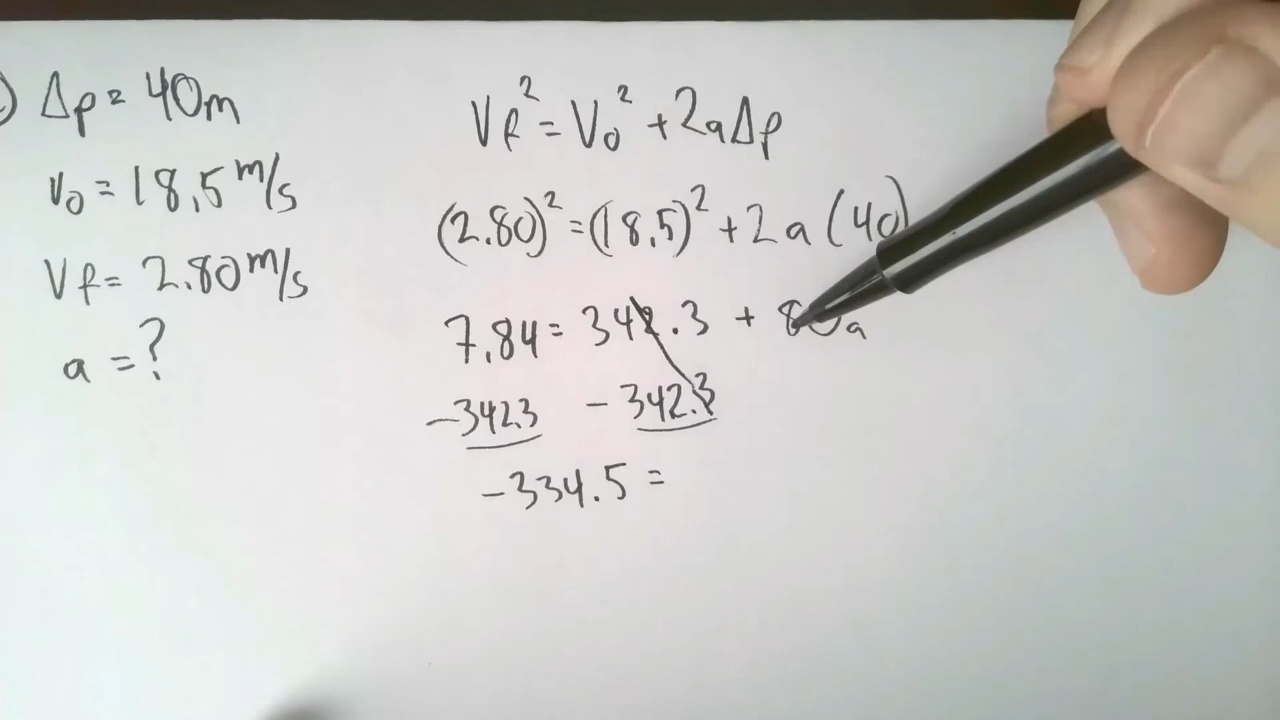 ) Δp = 40m
v₀ = 18.5 m/s
Vf = 2.80 m/s
a = ?
Vf² = V₀² + 2aΔp
(2.80)² = (18.5)² + 2a(40)
7.84 = 342.3 + 80a
-342.3 -342.3
-334.5 =